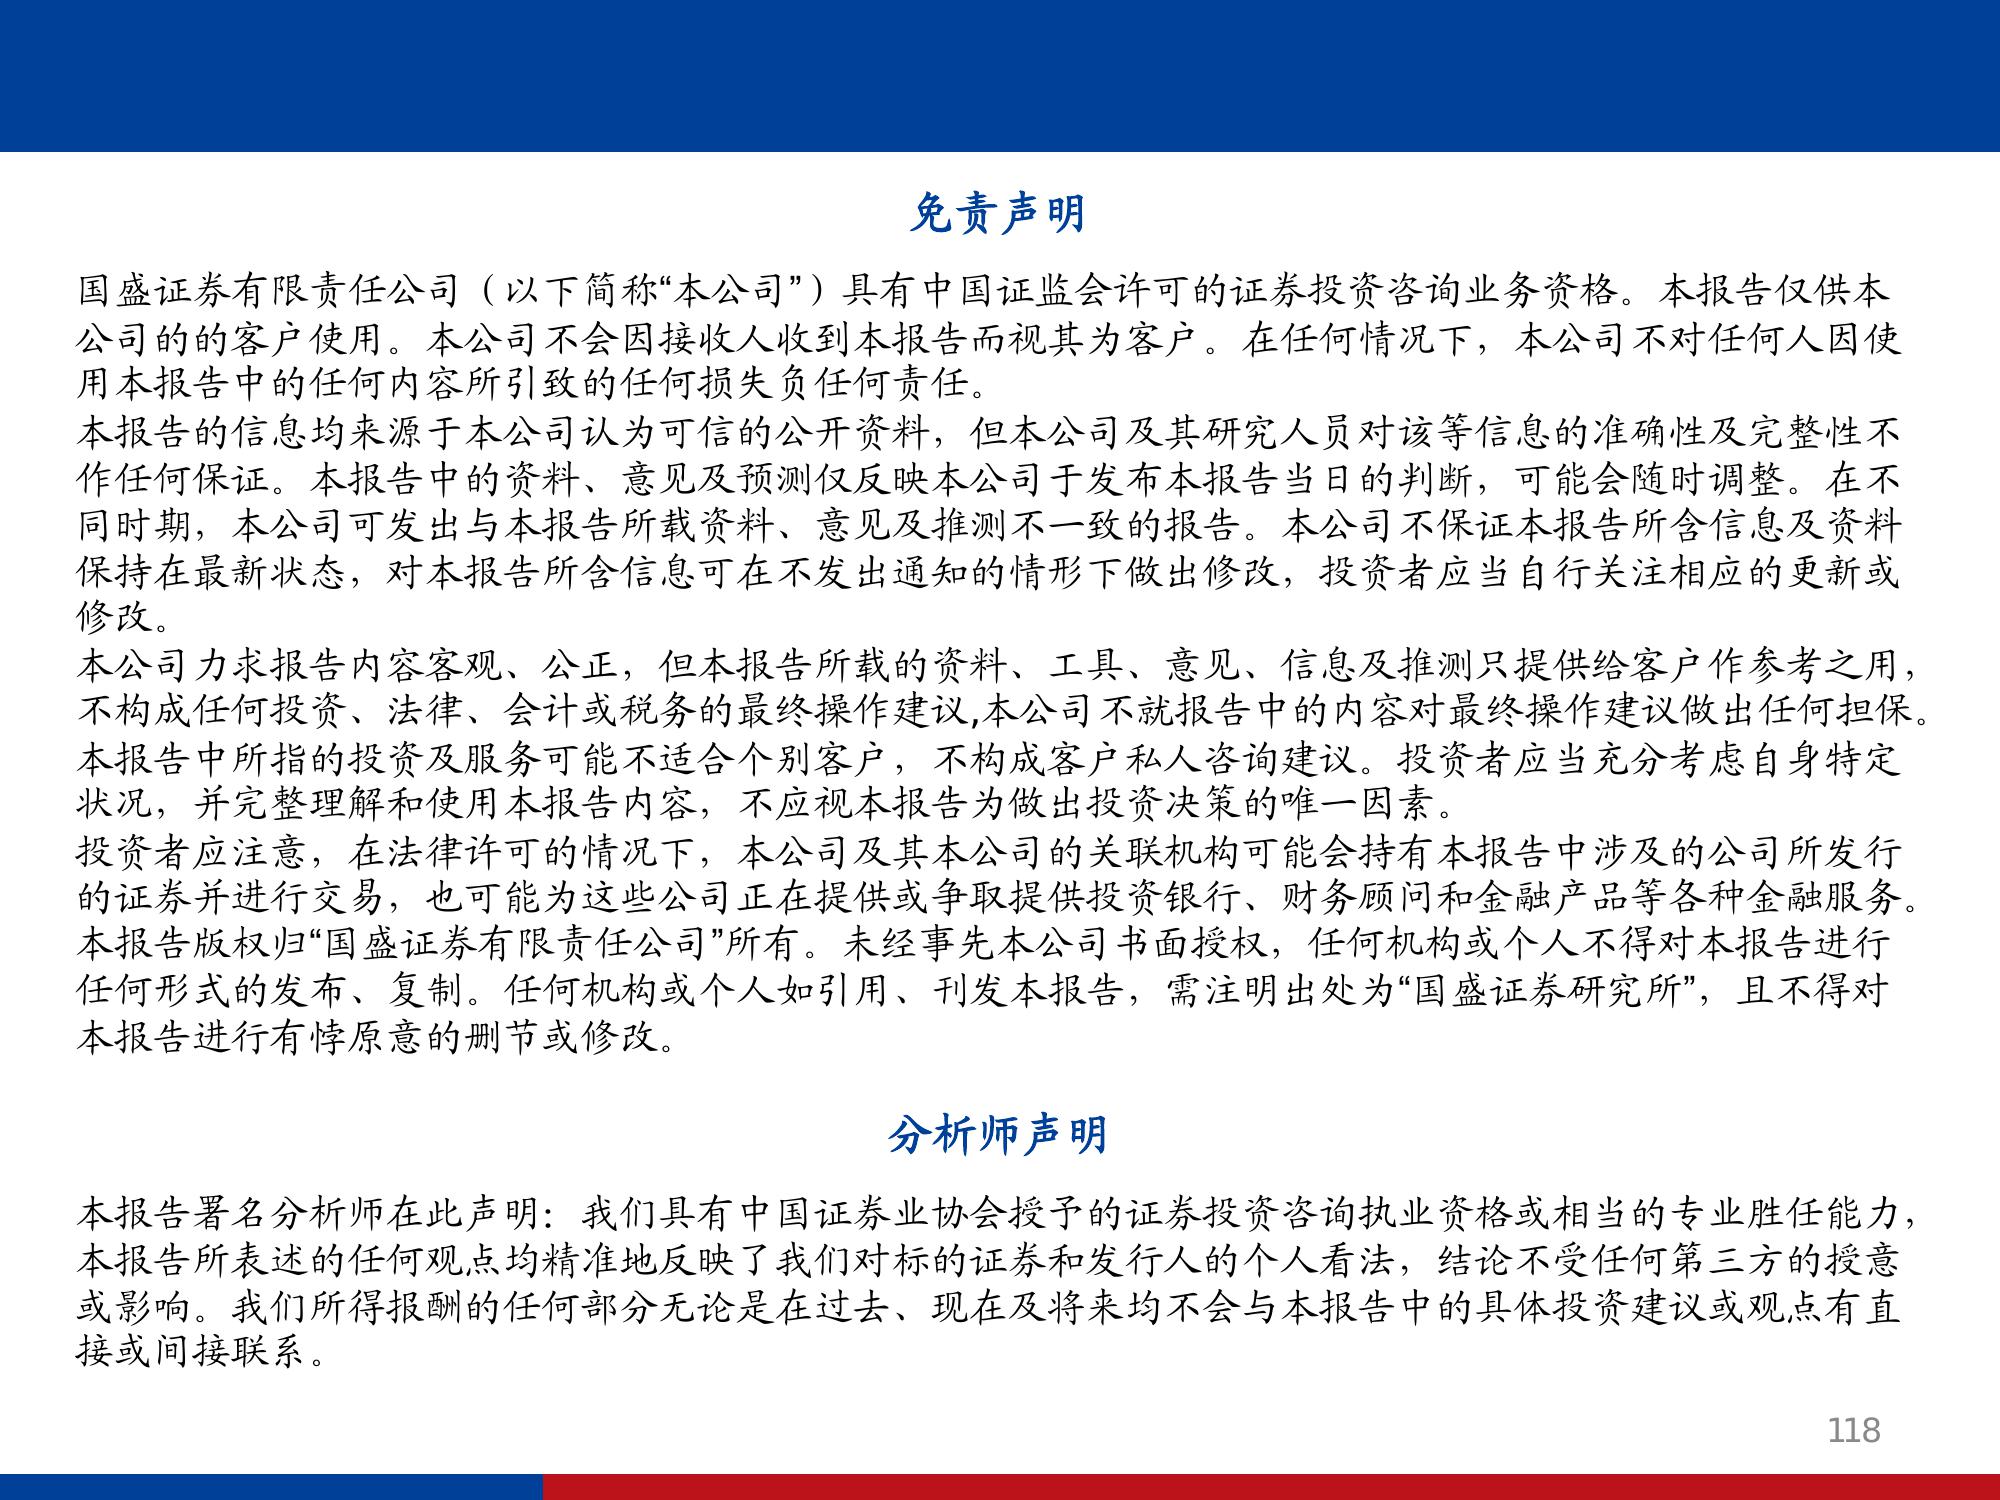 免责声明
国盛证券有限责任公司（以下简称“本公司”）具有中国证监会许可的证券投资咨询业务资格。本报告仅供本
公司的的客户使用。本公司不会因接收人收到本报告而视其为客户。在任何情况下，本公司不对任何人因使
用本报告中的任何内容所引致的任何损失负任何责任。
本报告的信息均来源于本公司认为可信的公开资料，但本公司及其研究人员对该等信息的准确性及完整性不
作任何保证。本报告中的资料、意见及预测仅反映本公司于发布本报告当日的判断，可能会随时调整。在不
同时期，本公司可发出与本报告所载资料、意见及推测不一致的报告。本公司不保证本报告所含信息及资料
保持在最新状态，对本报告所含信息可在不发出通知的情形下做出修改，投资者应当自行关注相应的更新或
修改。
本公司力求报告内容客观、公正，但本报告所载的资料、工具、意见、信息及推测只提供给客户作参考之用，
不构成任何投资、法律、会计或税务的最终操作建议,本公司不就报告中的内容对最终操作建议做出任何担保。
本报告中所指的投资及服务可能不适合个别客户，不构成客户私人咨询建议。投资者应当充分考虑自身特定
状况，并完整理解和使用本报告内容，不应视本报告为做出投资决策的唯一因素。
投资者应注意，在法律许可的情况下，本公司及其本公司的关联机构可能会持有本报告中涉及的公司所发行
的证券并进行交易，也可能为这些公司正在提供或争取提供投资银行、财务顾问和金融产品等各种金融服务。
本报告版权归“国盛证券有限责任公司”所有。未经事先本公司书面授权，任何机构或个人不得对本报告进行
任何形式的发布、复制。任何机构或个人如引用、刊发本报告，需注明出处为“国盛证券研究所”，且不得对
本报告进行有悖原意的删节或修改。
分析师声明
本报告署名分析师在此声明：我们具有中国证券业协会授予的证券投资咨询执业资格或相当的专业胜任能力，
本报告所表述的任何观点均精准地反映了我们对标的证券和发行人的个人看法，结论不受任何第三方的授意
或影响。我们所得报酬的任何部分无论是在过去、现在及将来均不会与本报告中的具体投资建议或观点有直
接或间接联系。
118